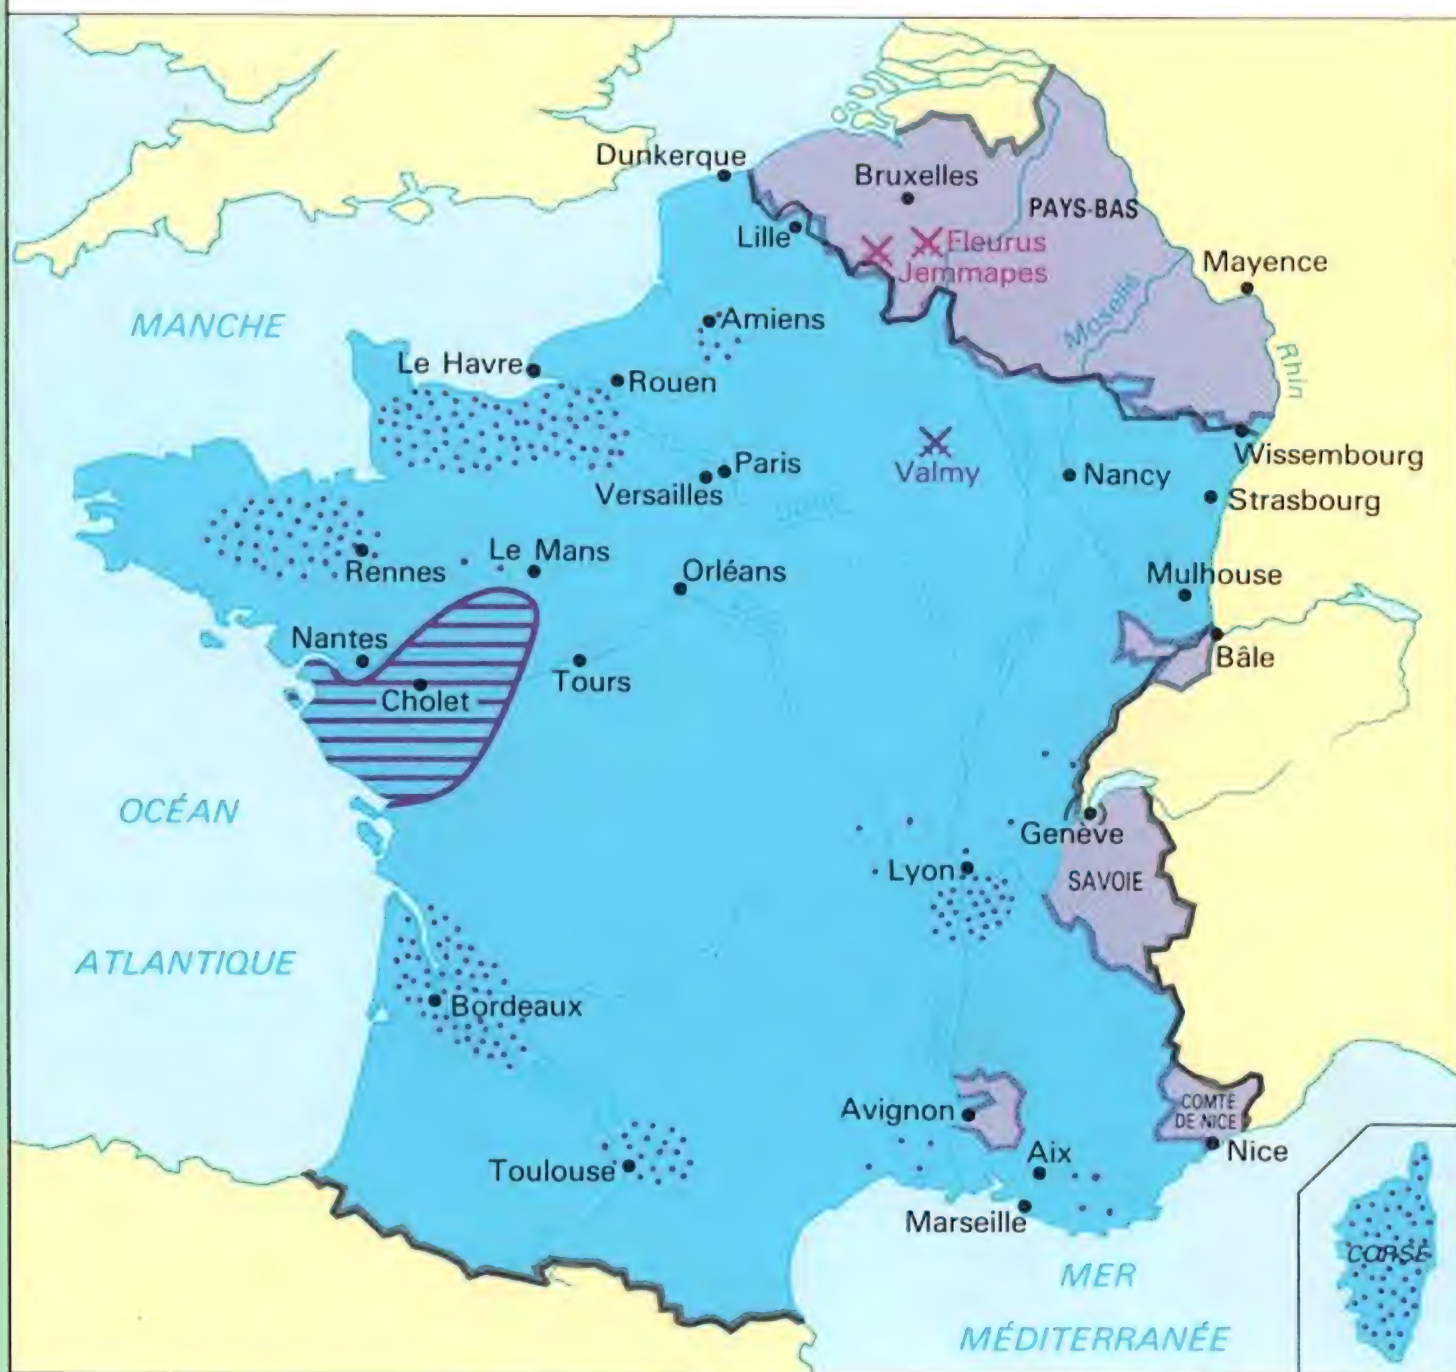 Dunkerque
Bruxelles
PAYS-BAS
Lille
Fleurus
Jemmapes
Mayence
Moselle
Rhin
MANCHE
Amiens
Le Havre
Rouen
Paris
Versailles
Valmy
Nancy
Wissembourg
Strasbourg
Le Mans
Rennes
Orléans
Mulhouse
Nantes
Bâle
Tours
Cholet
OCÉAN
ATLANTIQUE
Genève
Lyon
SAVOIE
Bordeaux
Avignon
COMTÉ
DE NICE
Aix
Nice
Toulouse
Marseille
CORSE
MER
MÉDITERRANÉE